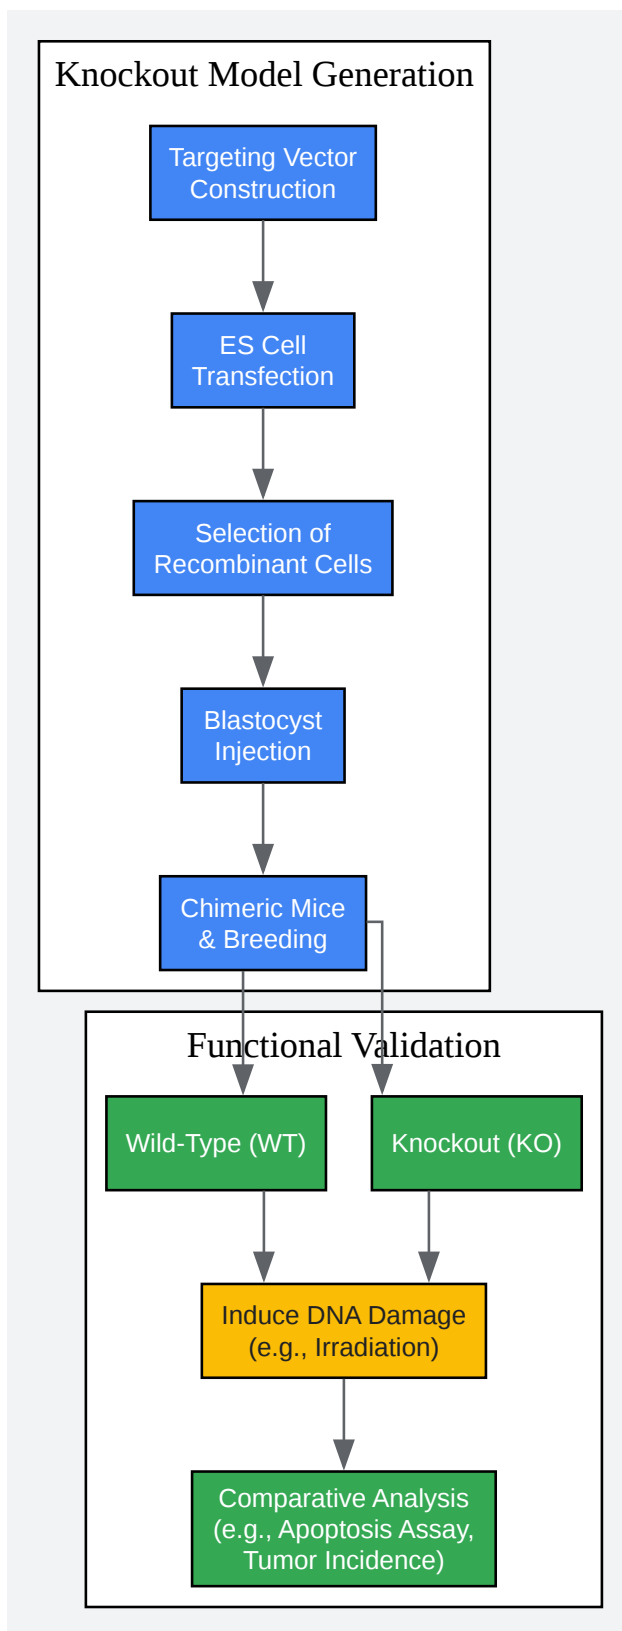 Knockout Model Generation
Targeting Vector
Construction
ES Cell
Transfection
Selection of
Recombinant Cells
Blastocyst
Injection
Chimeric Mice
& Breeding
Functional Validation
Wild-Type (WT)
Knockout (KO)
Induce DNA Damage
(e.g., Irradiation)
Comparative Analysis
(e.g., Apoptosis Assay,
Tumor Incidence)